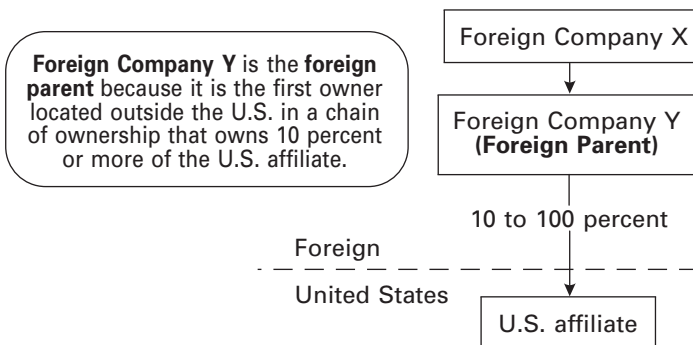 Foreign Company Y is the foreign
parent because it is the first owner
located outside the U.S. in a chain
of ownership that owns 10 percent
or more of the U.S. affiliate.
Foreign Company X
Foreign Company Y
(Foreign Parent)
10 to 100 percent
Foreign
United States
U.S. affiliate